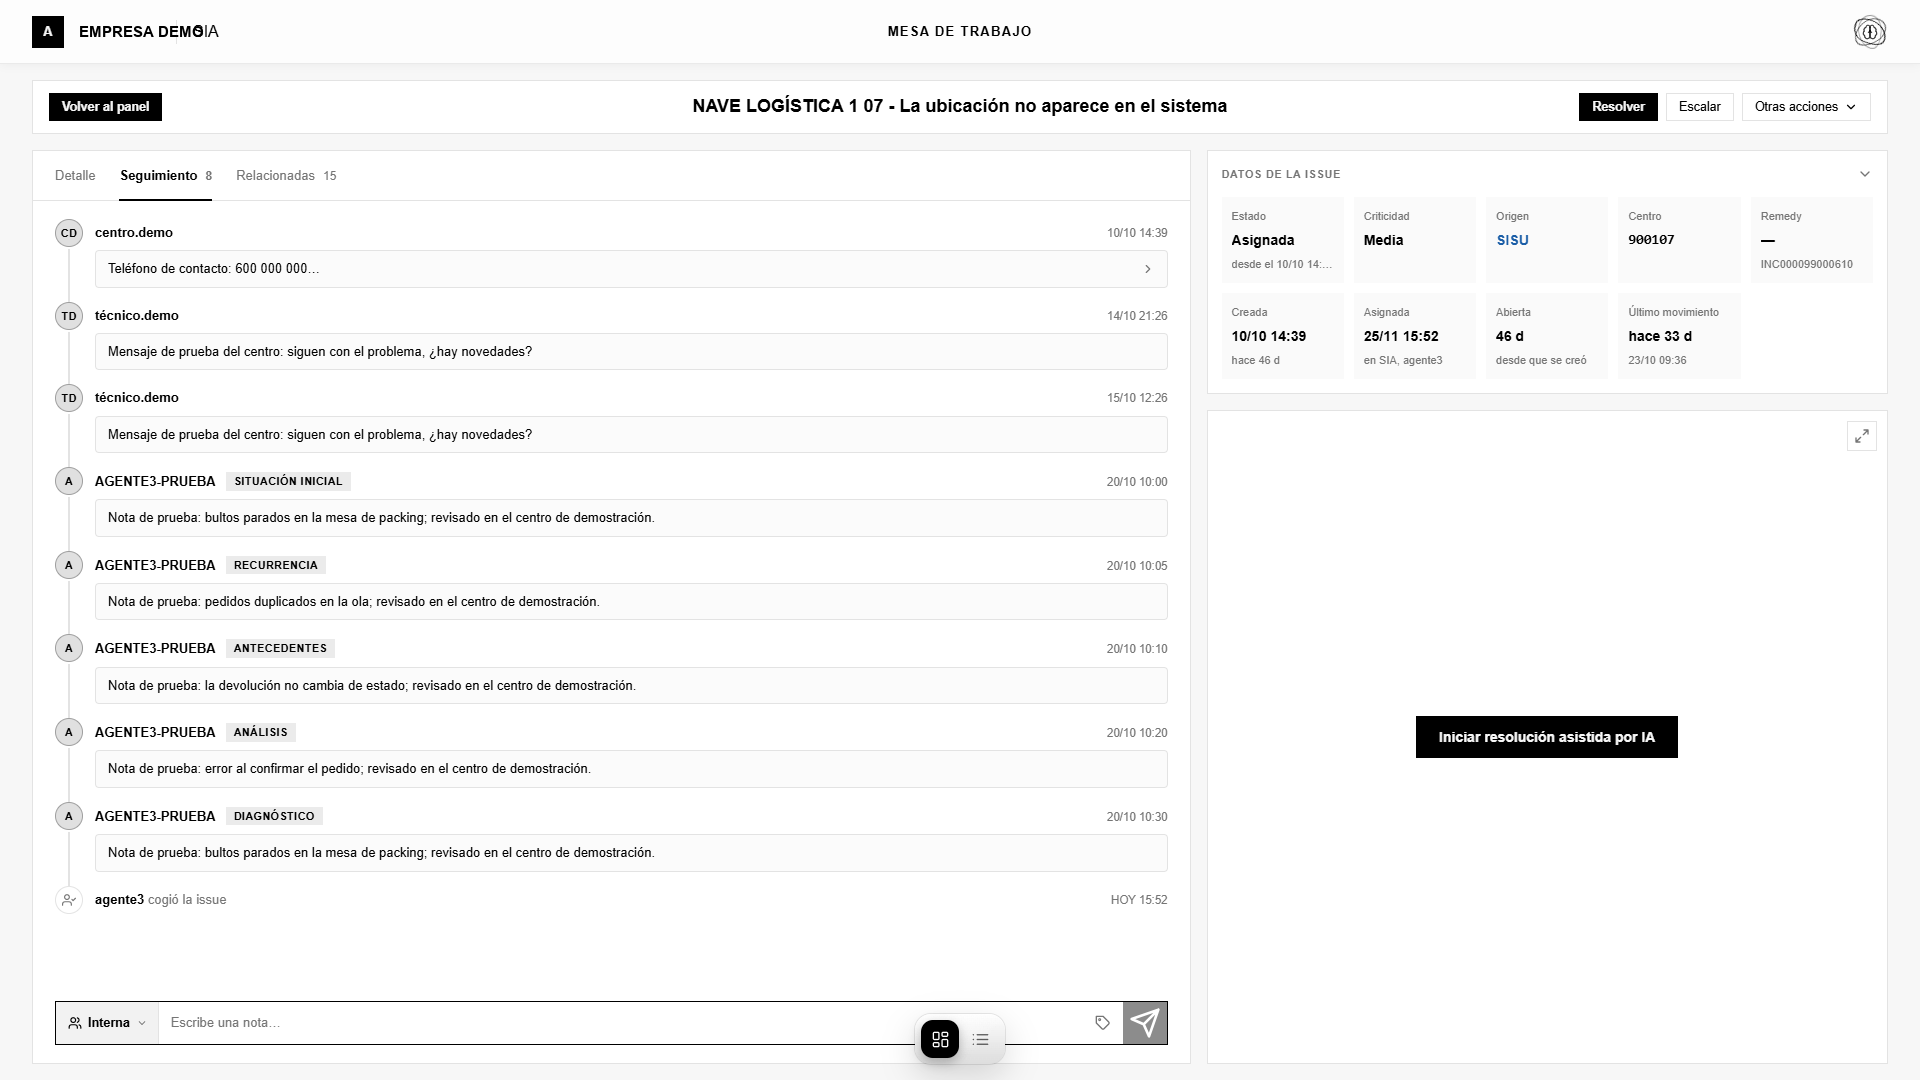 A EMPRESA DEMO SIA
MESA DE TRABAJO
Volver al panel
NAVE LOGÍSTICA 1 07 - La ubicación no aparece en el sistema
Resolver
Escalar
Otras acciones
Detalle
Seguimiento 8
Relacionadas 15
CD centro.demo 10/10 14:39
Teléfono de contacto: 600 000 000...
TD técnico.demo 14/10 21:26
Mensaje de prueba del centro: siguen con el problema, ¿hay novedades?
TD técnico.demo 15/10 12:26
Mensaje de prueba del centro: siguen con el problema, ¿hay novedades?
A AGENTE3-PRUEBA SITUACIÓN INICIAL 20/10 10:00
Nota de prueba: bultos parados en la mesa de packing; revisado en el centro de demostración.
A AGENTE3-PRUEBA RECURRENCIA 20/10 10:05
Nota de prueba: pedidos duplicados en la ola; revisado en el centro de demostración.
A AGENTE3-PRUEBA ANTECEDENTES 20/10 10:10
Nota de prueba: la devolución no cambia de estado; revisado en el centro de demostración.
A AGENTE3-PRUEBA ANÁLISIS 20/10 10:20
Nota de prueba: error al confirmar el pedido; revisado en el centro de demostración.
A AGENTE3-PRUEBA DIAGNÓSTICO 20/10 10:30
Nota de prueba: bultos parados en la mesa de packing; revisado en el centro de demostración.
agente3 cogió la issue HOY 15:52
Interna
Escribe una nota...
DATOS DE LA ISSUE
Estado
Asignada
desde el 10/10 14:...
Criticidad
Media
Origen
SISU
Centro
900107
Remedy
—
INC000099000610
Creada
10/10 14:39
hace 46 d
Asignada
25/11 15:52
en SIA, agente3
Abierta
46 d
desde que se creó
Último movimiento
hace 33 d
23/10 09:36
Iniciar resolución asistida por IA